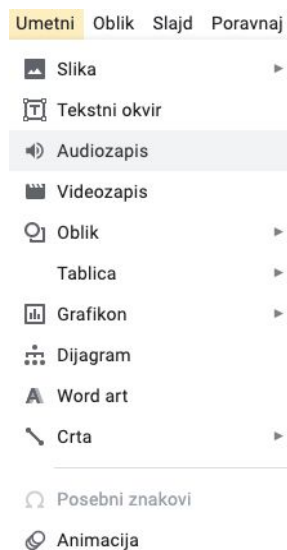 Umetni Oblik Slajd Poravnaj
Slika
Tekstni okvir
Audiozapis
Videozapis
Oblik
Tablica
Grafikon
Dijagram
Word art
Crta
Posebni znakovi
Animacija